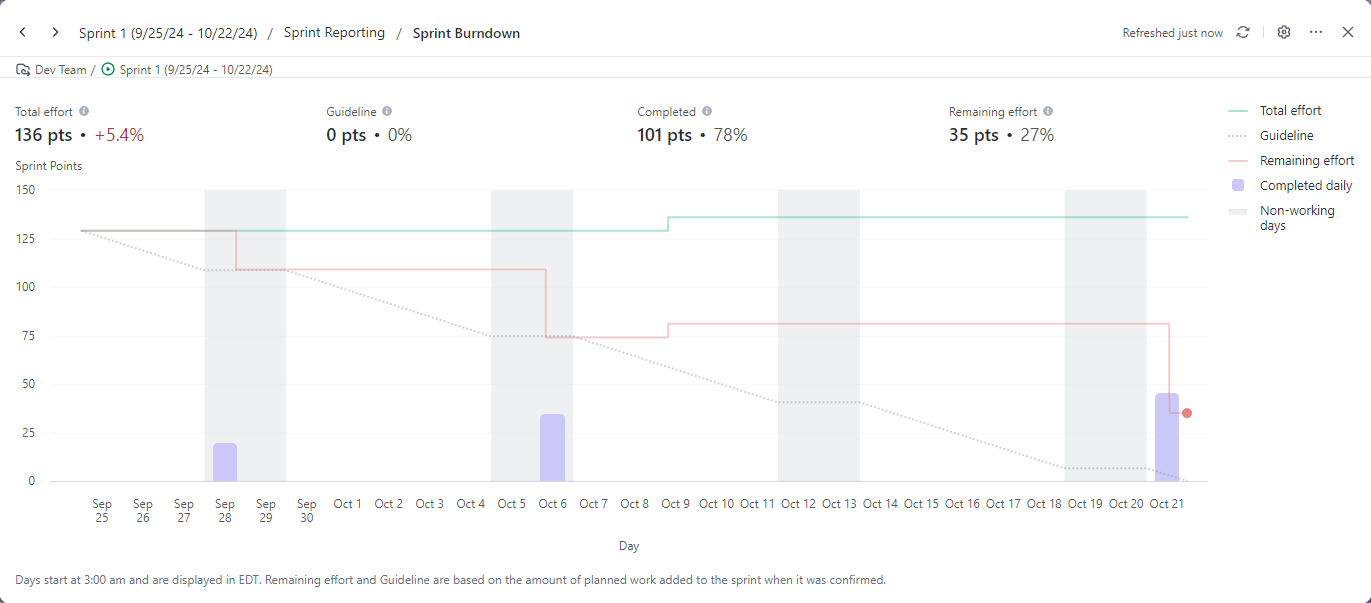 Sprint 1 (9/25/24 - 10/22/24) / Sprint Reporting / Sprint Burndown
Refreshed just now
Dev Team / Sprint 1 (9/25/24 - 10/22/24)
Total effort
136 pts • +5.4%
Guideline
0 pts • 0%
Completed
101 pts • 78%
Remaining effort
35 pts • 27%
Total effort
Guideline
Remaining effort
Completed daily
Non-working
days
Sprint Points
150
125
100
75
50
25
0
Sep
25
Sep
26
Sep
27
Sep
28
Sep
29
Sep
30
Oct 1
Oct 2
Oct 3
Oct 4
Oct 5
Oct 6
Oct 7
Oct 8
Oct 9
Oct 10
Oct 11
Oct 12
Oct 13
Oct 14
Oct 15
Oct 16
Oct 17
Oct 18
Oct 19
Oct 20
Oct 21
Day
Days start at 3:00 am and are displayed in EDT. Remaining effort and Guideline are based on the amount of planned work added to the sprint when it was confirmed.